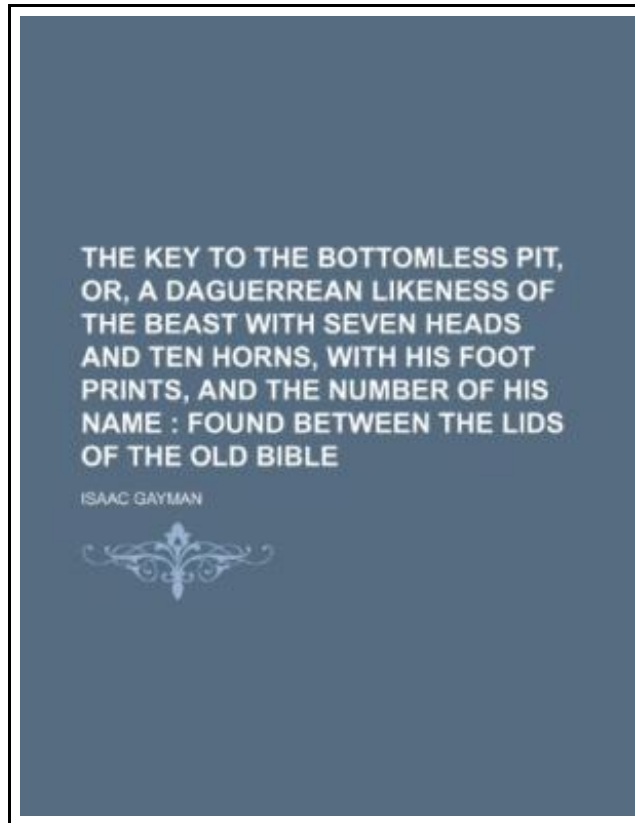 THE KEY TO THE BOTTOMLESS PIT,
OR, A DAGUERREAN LIKENESS OF
THE BEAST WITH SEVEN HEADS
AND TEN HORNS, WITH HIS FOOT
PRINTS, AND THE NUMBER OF HIS
NAME : FOUND BETWEEN THE LIDS
OF THE OLD BIBLE
ISAAC GAYMAN